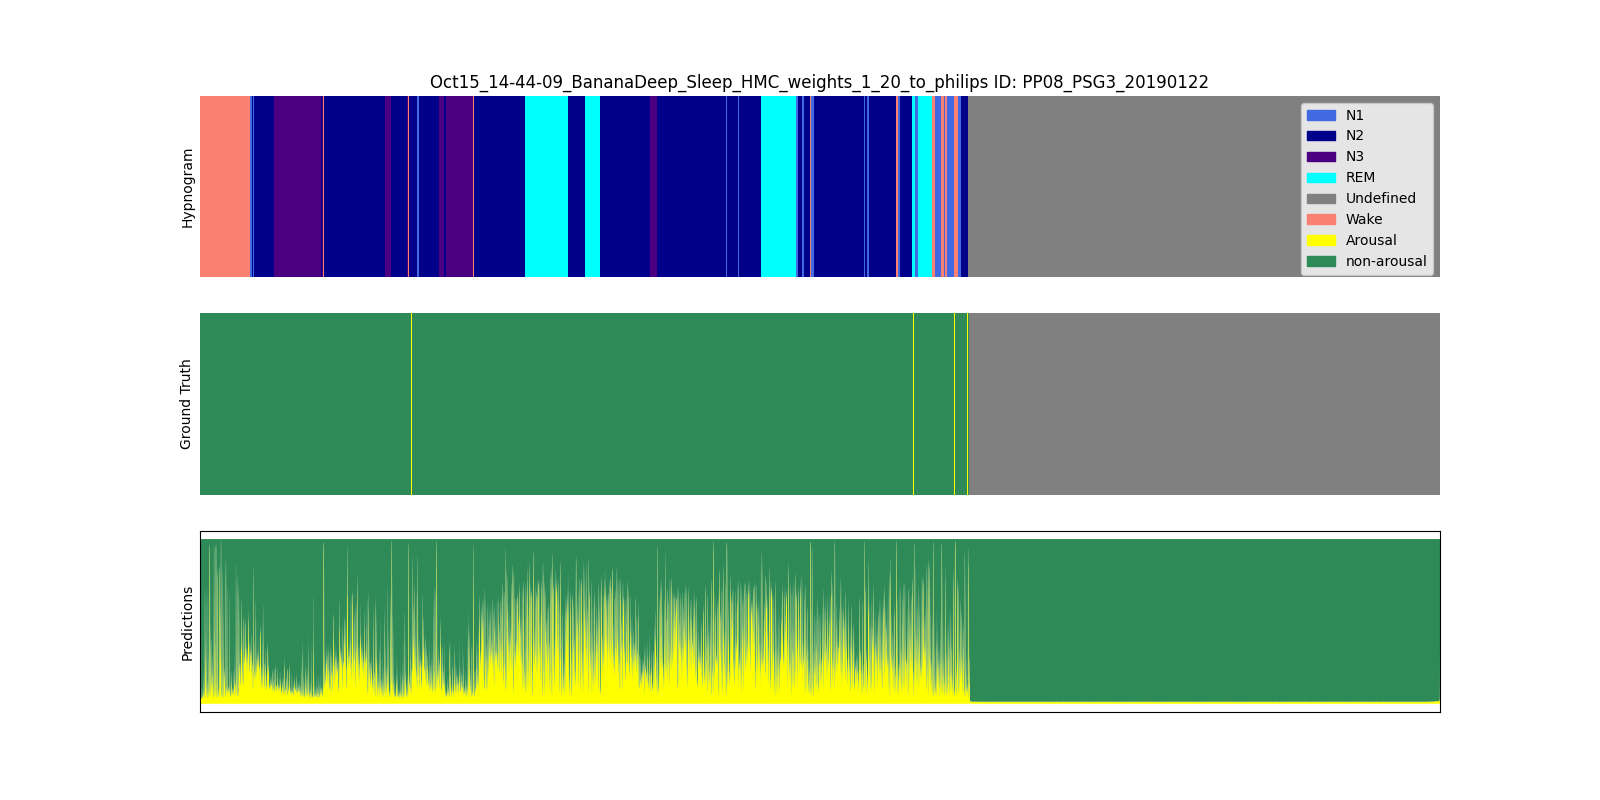 Oct15_14-44-09_BananaDeep_Sleep_HMC_weights_1_20_to_philips ID: PP08_PSG3_20190122
Hypnogram
N1
N2
N3
REM
Undefined
Wake
Arousal
non-arousal
Ground Truth
Predictions